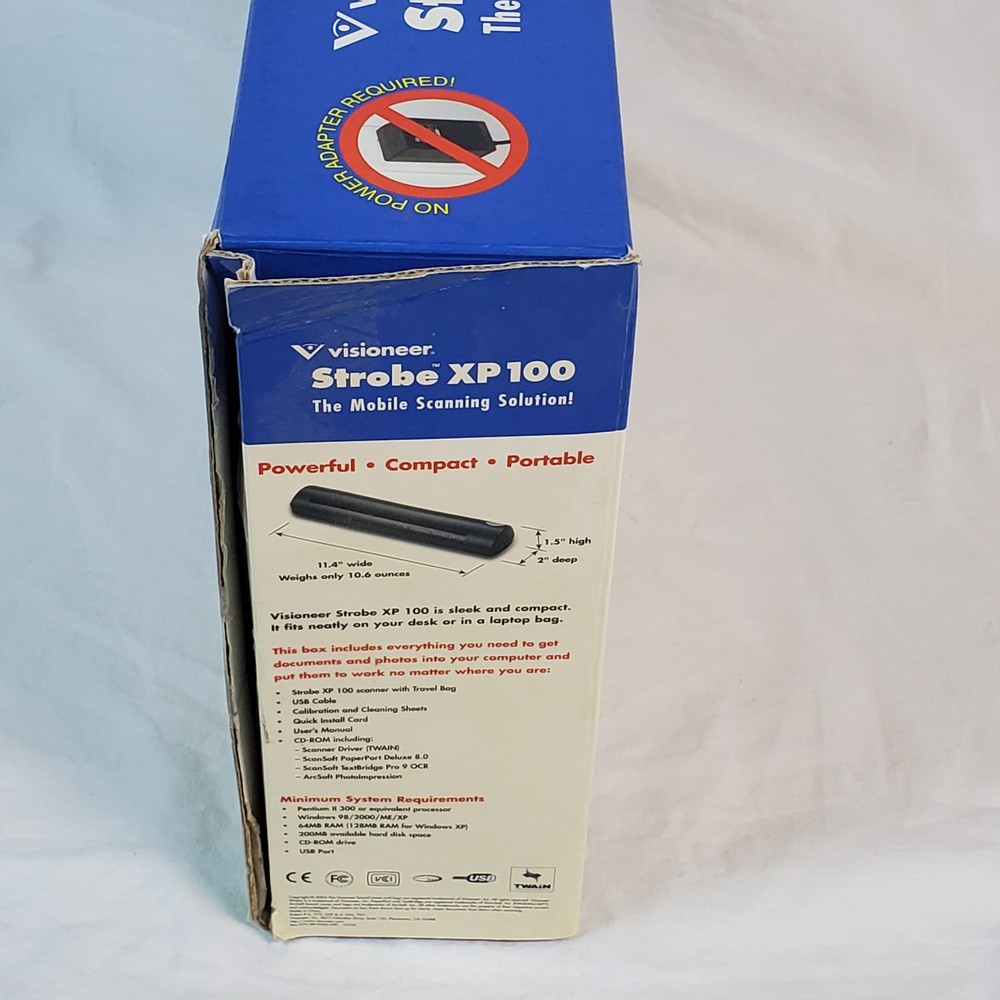 St
The
NO POWER ADAPTER REQUIRED!
visioneer
Strobe™ XP 100
The Mobile Scanning Solution!
Powerful • Compact • Portable
1.5" high
2" deep
11.4" wide
Weighs only 10.6 ounces
Visioneer Strobe XP 100 is sleek and compact.
It fits neatly on your desk or in a laptop bag.
This box includes everything you need to get
documents and photos into your computer and
put them to work no matter where you are:
• Strobe XP 100 scanner with Travel Bag
• USB Cable
• Calibration and Cleaning Sheets
• Quick Install Card
• User's Manual
• CD-ROM including:
– Scanner Driver (TWAIN)
– ScanSoft PaperPort Deluxe 8.0
– ScanSoft TextBridge Pro 9 OCR
– ArcSoft PhotoImpression
Minimum System Requirements
• Pentium II 300 or equivalent processor
• Windows 98/2000/ME/XP
• 64MB RAM (128MB RAM for Windows XP)
• 200MB available hard disk space
• CD-ROM drive
• USB Port
CE FC VCI USB TWAIN